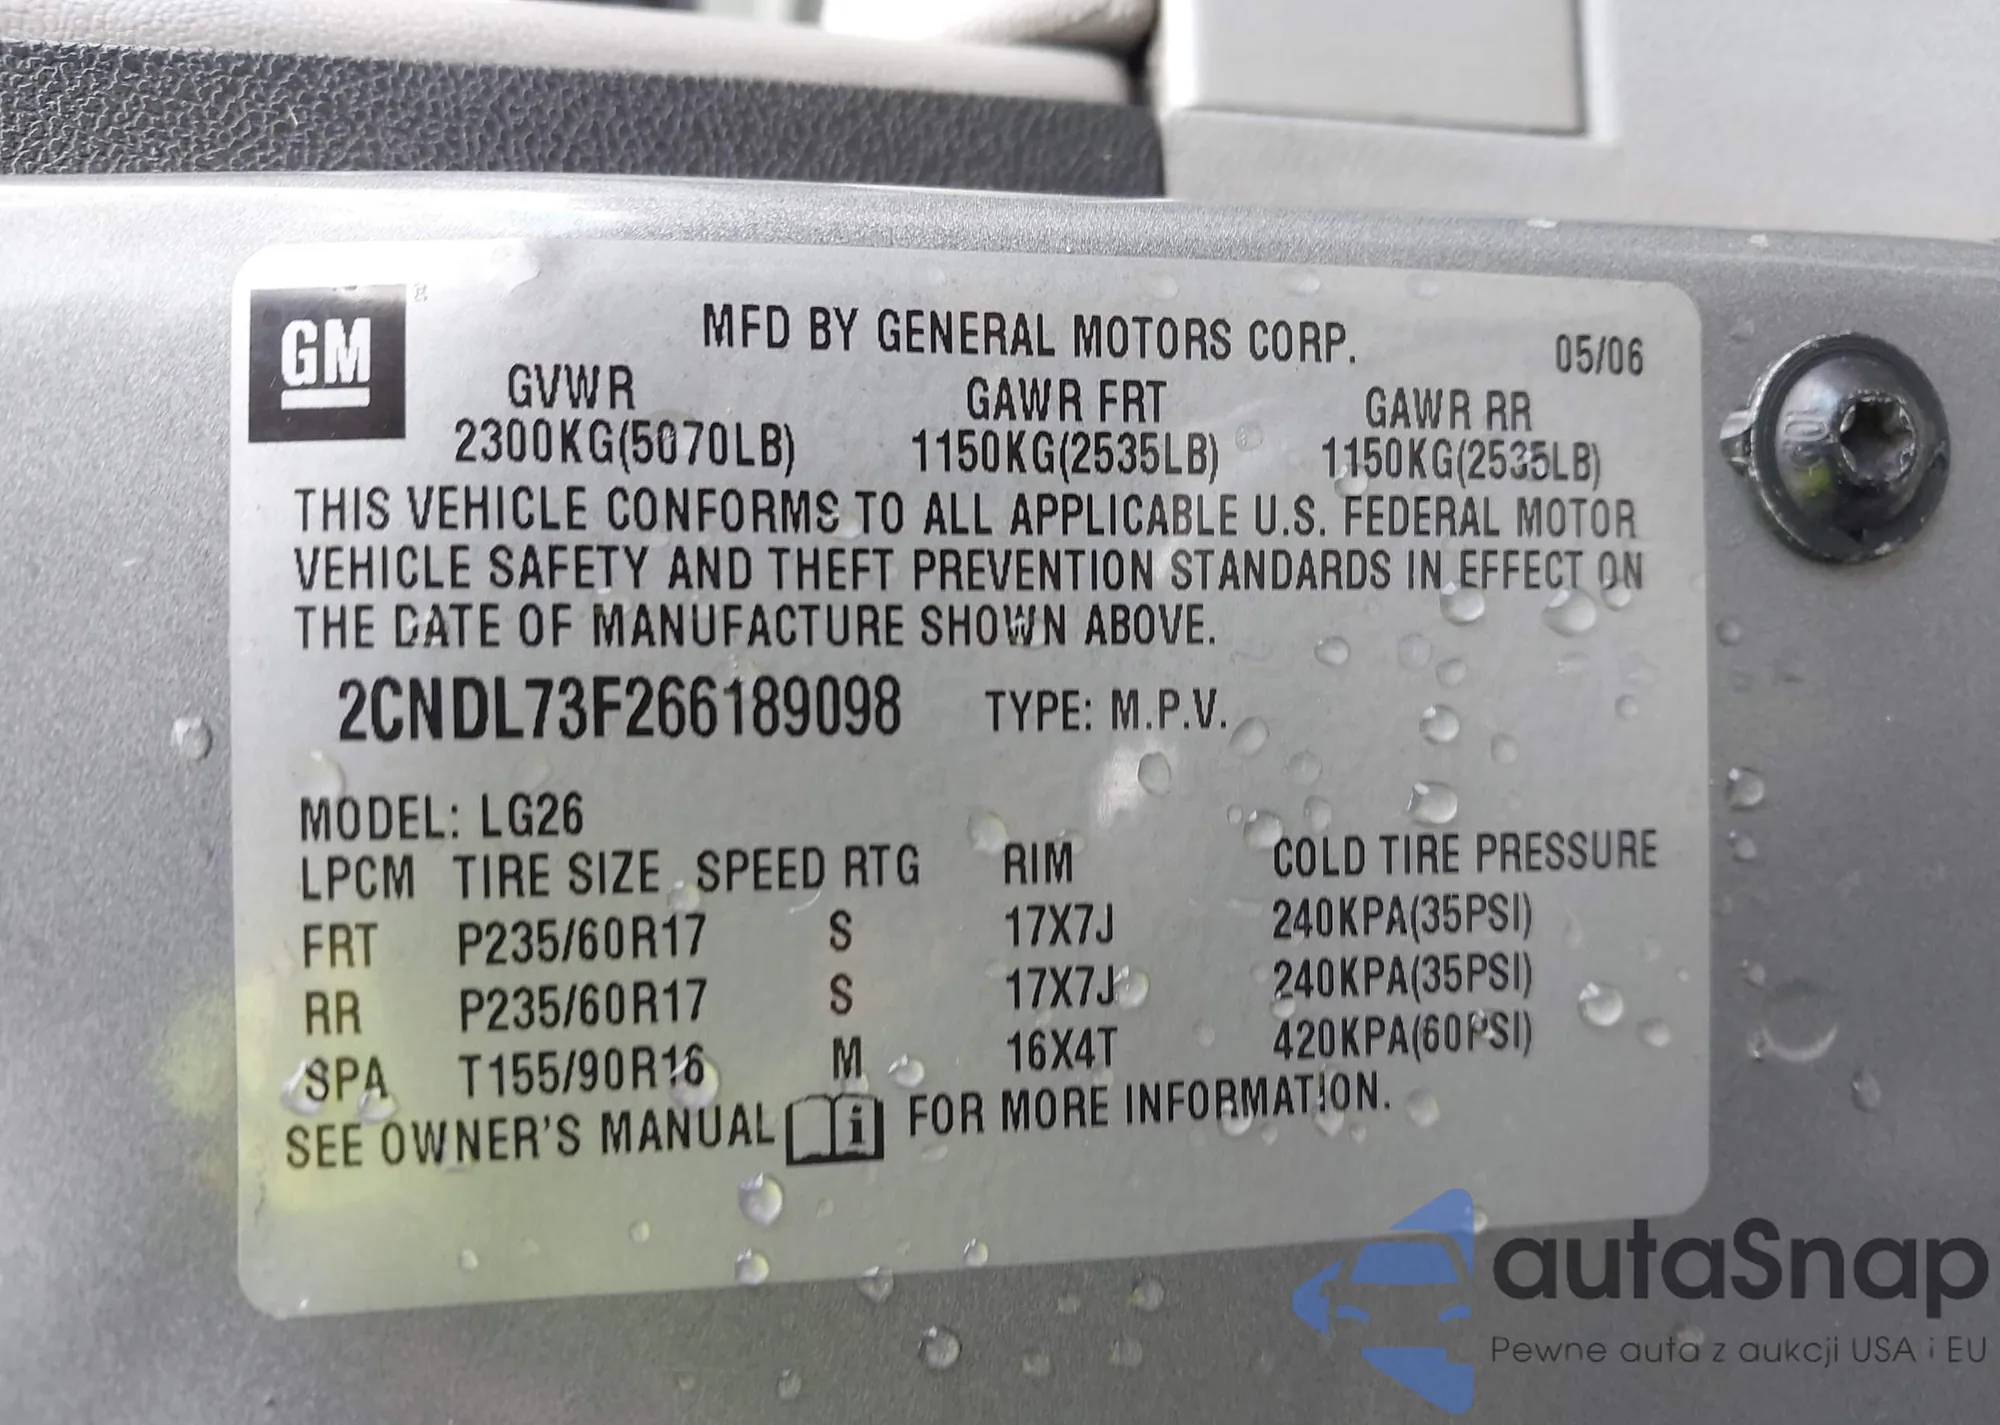 GM
MFD BY GENERAL MOTORS CORP. 05/06
GVWR GAWR FRT GAWR RR
2300KG(5070LB) 1150KG(2535LB) 1150KG(2535LB)
THIS VEHICLE CONFORMS TO ALL APPLICABLE U.S. FEDERAL MOTOR
VEHICLE SAFETY AND THEFT PREVENTION STANDARDS IN EFFECT ON
THE DATE OF MANUFACTURE SHOWN ABOVE.
2CNDL73F266189098 TYPE: M.P.V.
MODEL: LG26
LPCM TIRE SIZE SPEED RTG RIM COLD TIRE PRESSURE
FRT P235/60R17 S 17X7J 240KPA(35PSI)
RR P235/60R17 S 17X7J 240KPA(35PSI)
SPA T155/90R16 M 16X4T 420KPA(60PSI)
SEE OWNER'S MANUAL i FOR MORE INFORMATION.
autaSnap
Pewne auta z aukcji USA i EU